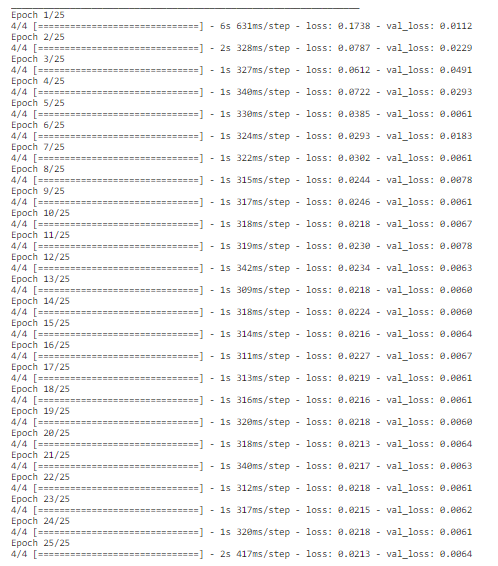 Epoch 1/25
4/4 [==============================] - 6s 631ms/step - loss: 0.1738 - val_loss: 0.0112
Epoch 2/25
4/4 [==============================] - 2s 328ms/step - loss: 0.0787 - val_loss: 0.0229
Epoch 3/25
4/4 [==============================] - 1s 327ms/step - loss: 0.0612 - val_loss: 0.0491
Epoch 4/25
4/4 [==============================] - 1s 340ms/step - loss: 0.0722 - val_loss: 0.0293
Epoch 5/25
4/4 [==============================] - 1s 330ms/step - loss: 0.0385 - val_loss: 0.0061
Epoch 6/25
4/4 [==============================] - 1s 324ms/step - loss: 0.0293 - val_loss: 0.0183
Epoch 7/25
4/4 [==============================] - 1s 322ms/step - loss: 0.0302 - val_loss: 0.0061
Epoch 8/25
4/4 [==============================] - 1s 315ms/step - loss: 0.0244 - val_loss: 0.0078
Epoch 9/25
4/4 [==============================] - 1s 317ms/step - loss: 0.0246 - val_loss: 0.0061
Epoch 10/25
4/4 [==============================] - 1s 318ms/step - loss: 0.0218 - val_loss: 0.0067
Epoch 11/25
4/4 [==============================] - 1s 319ms/step - loss: 0.0230 - val_loss: 0.0078
Epoch 12/25
4/4 [==============================] - 1s 342ms/step - loss: 0.0234 - val_loss: 0.0063
Epoch 13/25
4/4 [==============================] - 1s 309ms/step - loss: 0.0218 - val_loss: 0.0060
Epoch 14/25
4/4 [==============================] - 1s 318ms/step - loss: 0.0224 - val_loss: 0.0060
Epoch 15/25
4/4 [==============================] - 1s 314ms/step - loss: 0.0216 - val_loss: 0.0064
Epoch 16/25
4/4 [==============================] - 1s 311ms/step - loss: 0.0227 - val_loss: 0.0067
Epoch 17/25
4/4 [==============================] - 1s 313ms/step - loss: 0.0219 - val_loss: 0.0061
Epoch 18/25
4/4 [==============================] - 1s 316ms/step - loss: 0.0216 - val_loss: 0.0061
Epoch 19/25
4/4 [==============================] - 1s 320ms/step - loss: 0.0218 - val_loss: 0.0060
Epoch 20/25
4/4 [==============================] - 1s 318ms/step - loss: 0.0213 - val_loss: 0.0064
Epoch 21/25
4/4 [==============================] - 1s 340ms/step - loss: 0.0217 - val_loss: 0.0063
Epoch 22/25
4/4 [==============================] - 1s 312ms/step - loss: 0.0218 - val_loss: 0.0061
Epoch 23/25
4/4 [==============================] - 1s 317ms/step - loss: 0.0215 - val_loss: 0.0062
Epoch 24/25
4/4 [==============================] - 1s 320ms/step - loss: 0.0218 - val_loss: 0.0061
Epoch 25/25
4/4 [==============================] - 2s 417ms/step - loss: 0.0213 - val_loss: 0.0064